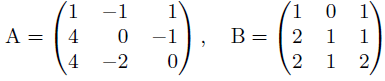 A = ( 1 −1 1
4 0 −1
4 −2 0 ) , B = ( 1 0 1
2 1 1
2 1 2 )